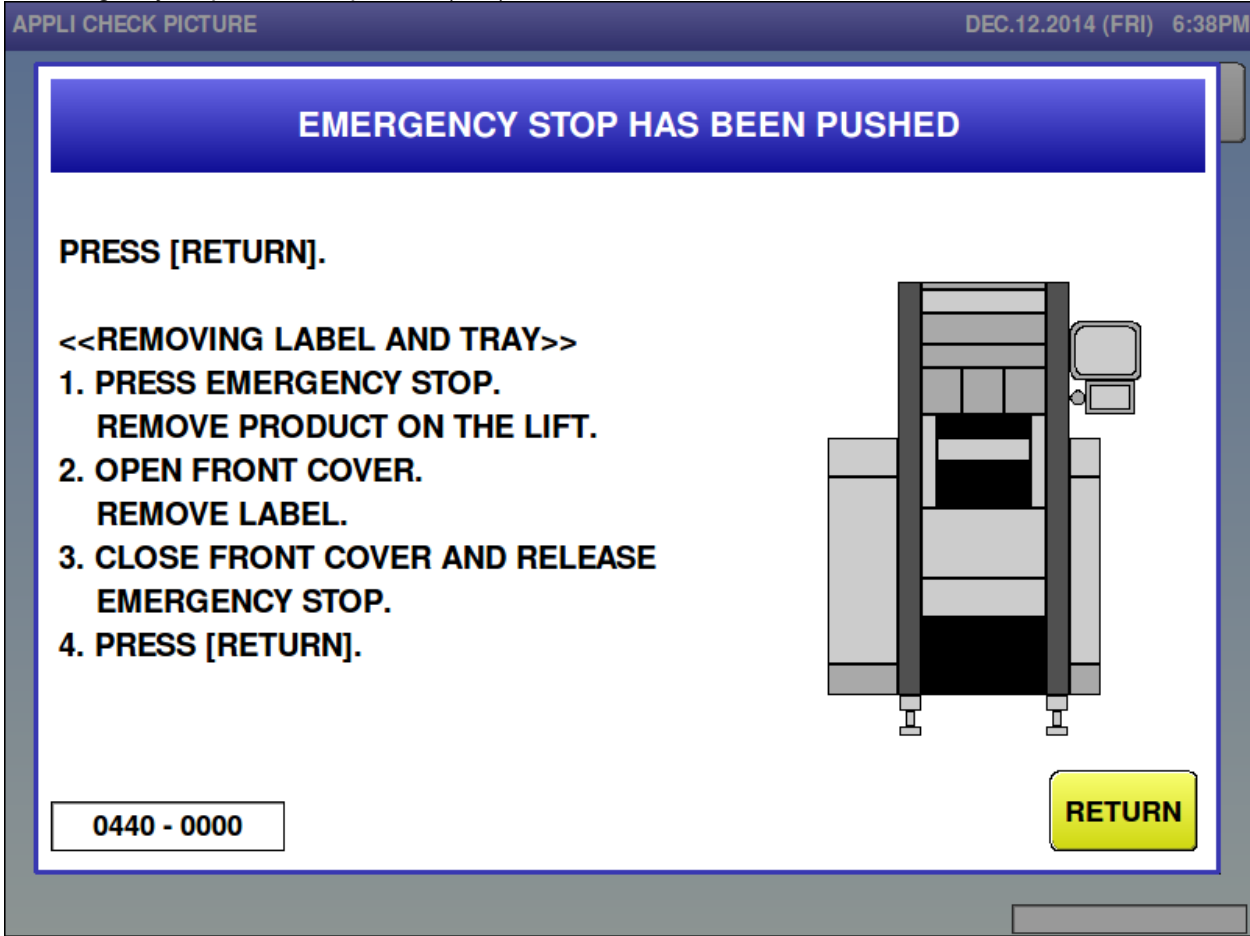 APPLI CHECK PICTURE
DEC.12.2014 (FRI) 6:38PM
EMERGENCY STOP HAS BEEN PUSHED
PRESS [RETURN].
<<REMOVING LABEL AND TRAY>>
1. PRESS EMERGENCY STOP.
REMOVE PRODUCT ON THE LIFT.
2. OPEN FRONT COVER.
REMOVE LABEL.
3. CLOSE FRONT COVER AND RELEASE
EMERGENCY STOP.
4. PRESS [RETURN].
0440 - 0000
RETURN